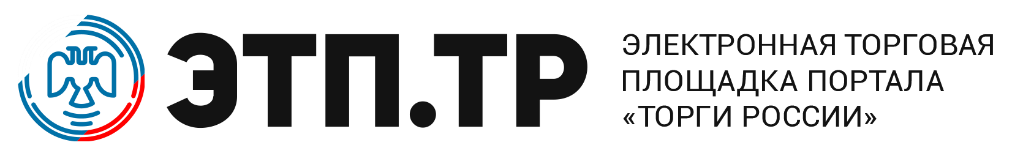 ЭТП.ТР
ЭЛЕКТРОННАЯ ТОРГОВАЯ
ПЛОЩАДКА ПОРТАЛА
«ТОРГИ РОССИИ»